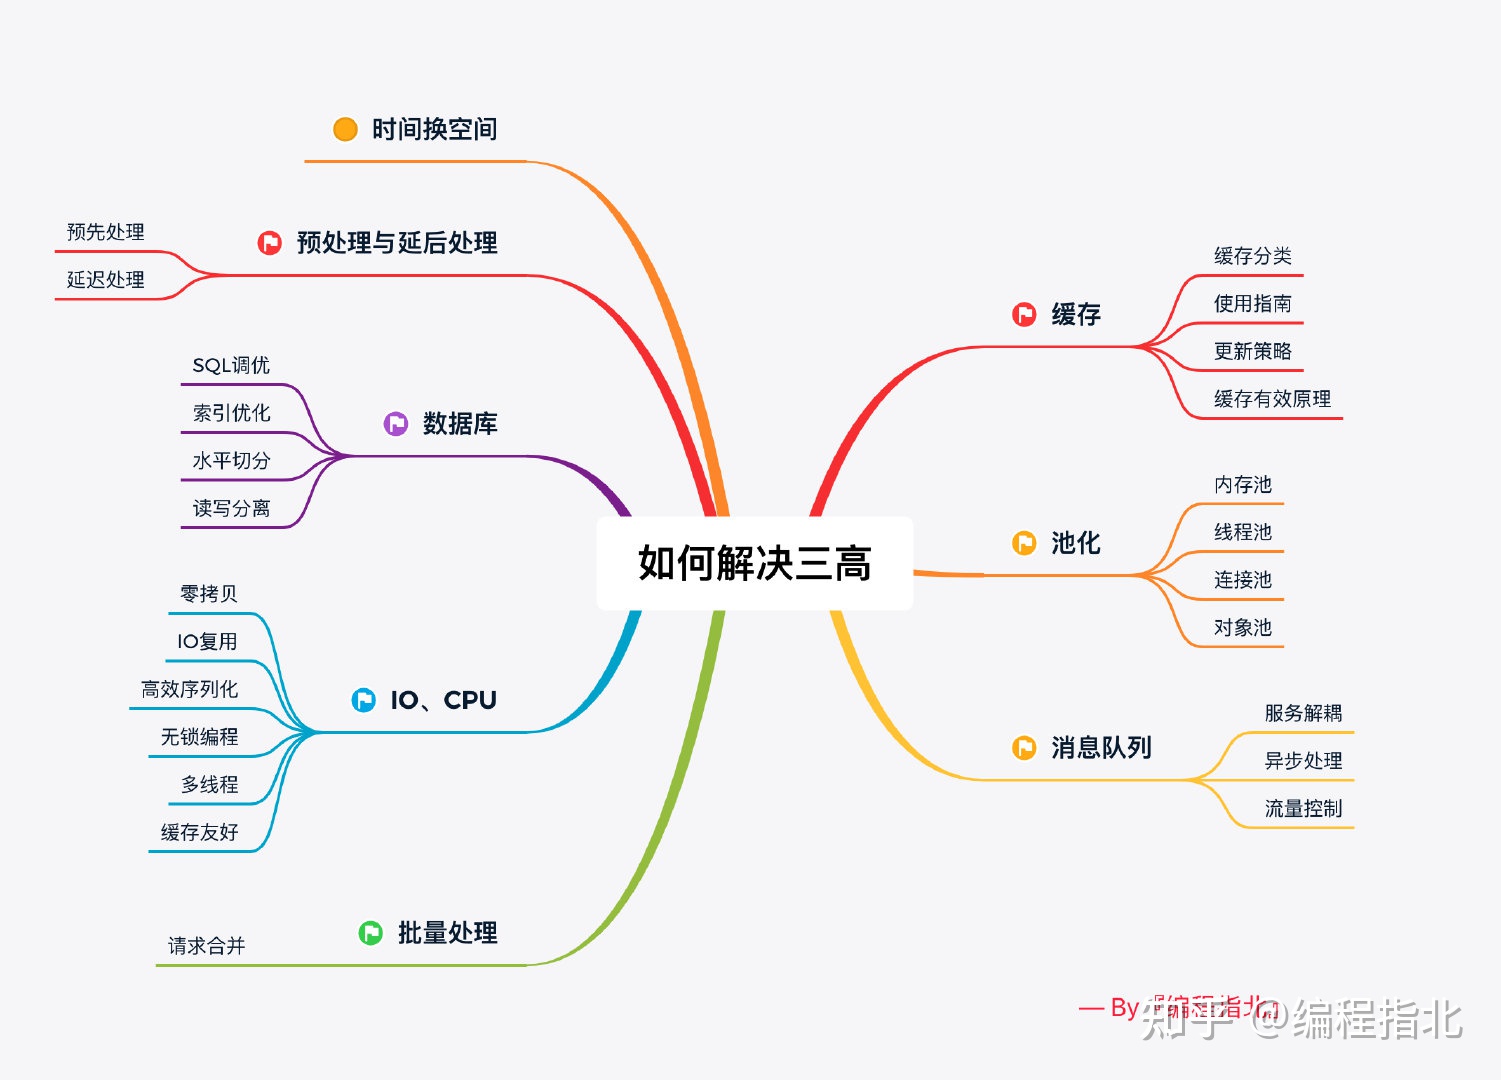 时间换空间
预处理与延后处理
预先处理
延迟处理
数据库
SQL调优
索引优化
水平切分
读写分离
如何解决三高
IO、CPU
零拷贝
IO复用
高效序列化
无锁编程
多线程
缓存友好
批量处理
请求合并
缓存
缓存分类
使用指南
更新策略
缓存有效原理
池化
内存池
线程池
连接池
对象池
消息队列
服务解耦
异步处理
流量控制
— By 「编程指北」
知乎 @编程指北